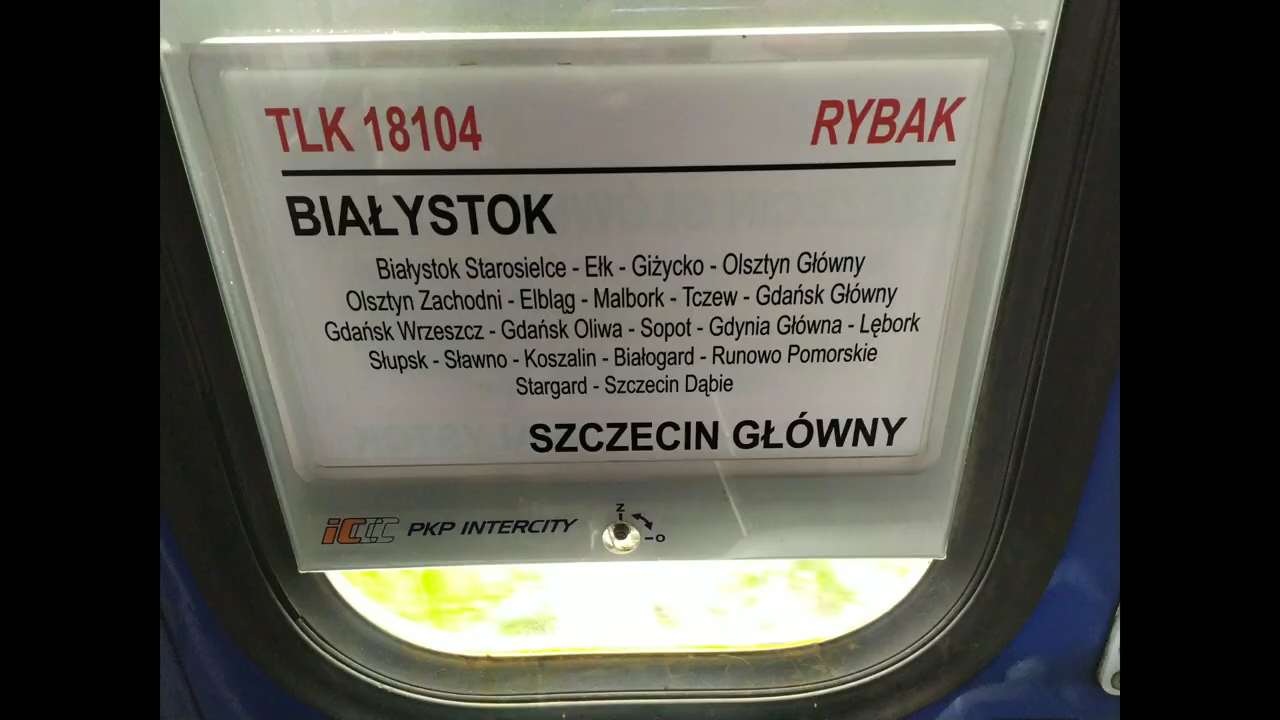 TLK 18104 RYBAK
BIAŁYSTOK
Białystok Starosielce - Ełk - Giżycko - Olsztyn Główny
Olsztyn Zachodni - Elbląg - Malbork - Tczew - Gdańsk Główny
Gdańsk Wrzeszcz - Gdańsk Oliwa - Sopot - Gdynia Główna - Lębork
Słupsk - Sławno - Koszalin - Białogard - Runowo Pomorskie
Stargard - Szczecin Dąbie
SZCZECIN GŁÓWNY
iC PKP INTERCITY
Z
O